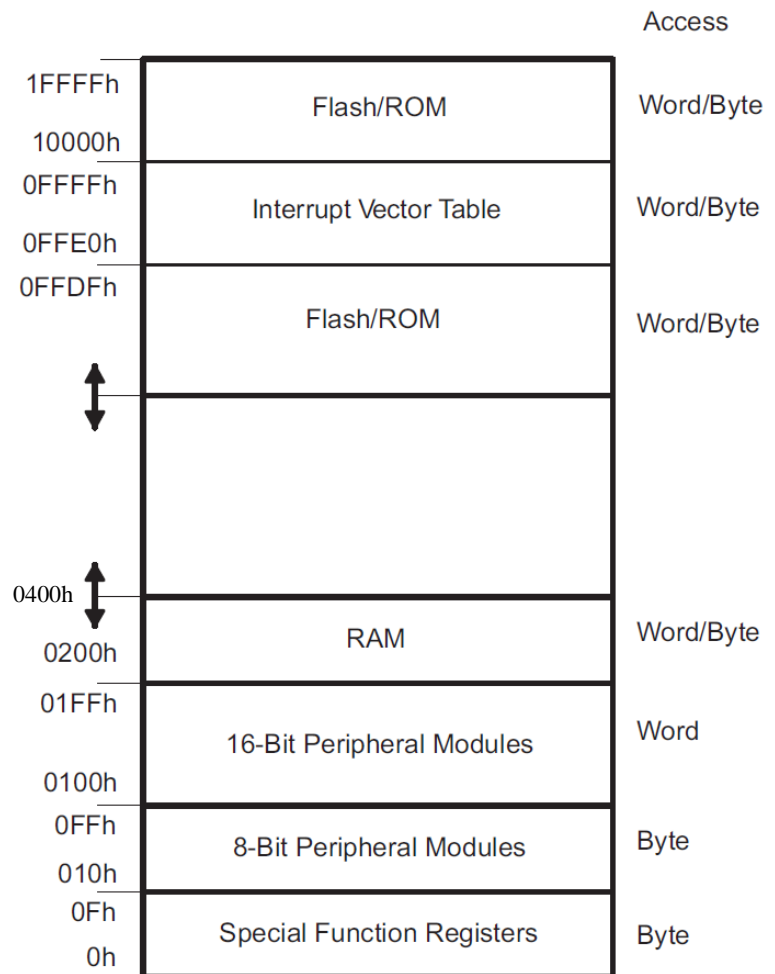 Access
1FFFFh
Flash/ROM
Word/Byte
10000h
0FFFFh
Interrupt Vector Table
Word/Byte
0FFE0h
0FFDFh
Flash/ROM
Word/Byte
0400h
RAM
Word/Byte
0200h
01FFh
16-Bit Peripheral Modules
Word
0100h
0FFh
8-Bit Peripheral Modules
Byte
010h
0Fh
Special Function Registers
Byte
0h